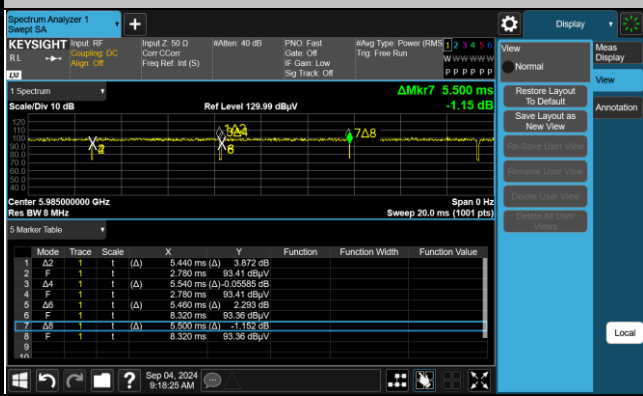 Spectrum Analyzer 1
Swept SA
+
Display
KEYSIGHT Input: RF Input Z: 50 Ω #Atten: 40 dB PNO: Fast #Avg Type: Power (RMS 1 2 3 4 5 6
R L Coupling: DC Corr CCorr Gate: Off Trig: Free Run W W W W W W
Align: Off Freq Ref: Int (S) IF Gain: Low P P P P P P
Sig Track: Off
LXI
1 Spectrum ΔMkr7 5.500 ms
Scale/Div 10 dB Ref Level 129.99 dBµV -1.15 dB
120
110
100
90.0
80.0
70.0
60.0
50.0
40.0
7Δ8
Center 5.985000000 GHz Span 0 Hz
Res BW 8 MHz Sweep 20.0 ms (1001 pts)
5 Marker Table
Mode Trace Scale X Y Function Function Width Function Value
1 Δ2 1 t (Δ) 5.440 ms (Δ) 3.872 dB
2 F 1 t 2.780 ms 93.41 dBµV
3 Δ4 1 t (Δ) 5.540 ms (Δ) -0.05585 dB
4 F 1 t 2.780 ms 93.41 dBµV
5 Δ6 1 t (Δ) 5.460 ms (Δ) 2.293 dB
6 F 1 t 8.320 ms 93.36 dBµV
7 Δ8 1 t (Δ) 5.500 ms (Δ) -1.152 dB
8 F 1 t 8.320 ms 93.36 dBµV
9
10
Sep 04, 2024
9:18:25 AM
?
View
Normal
Restore Layout
To Default
Save Layout as
New View
Re-Save User View
Rename User View
Delete User View
Delete All User
Views
Meas
Display
View
Annotation
Local